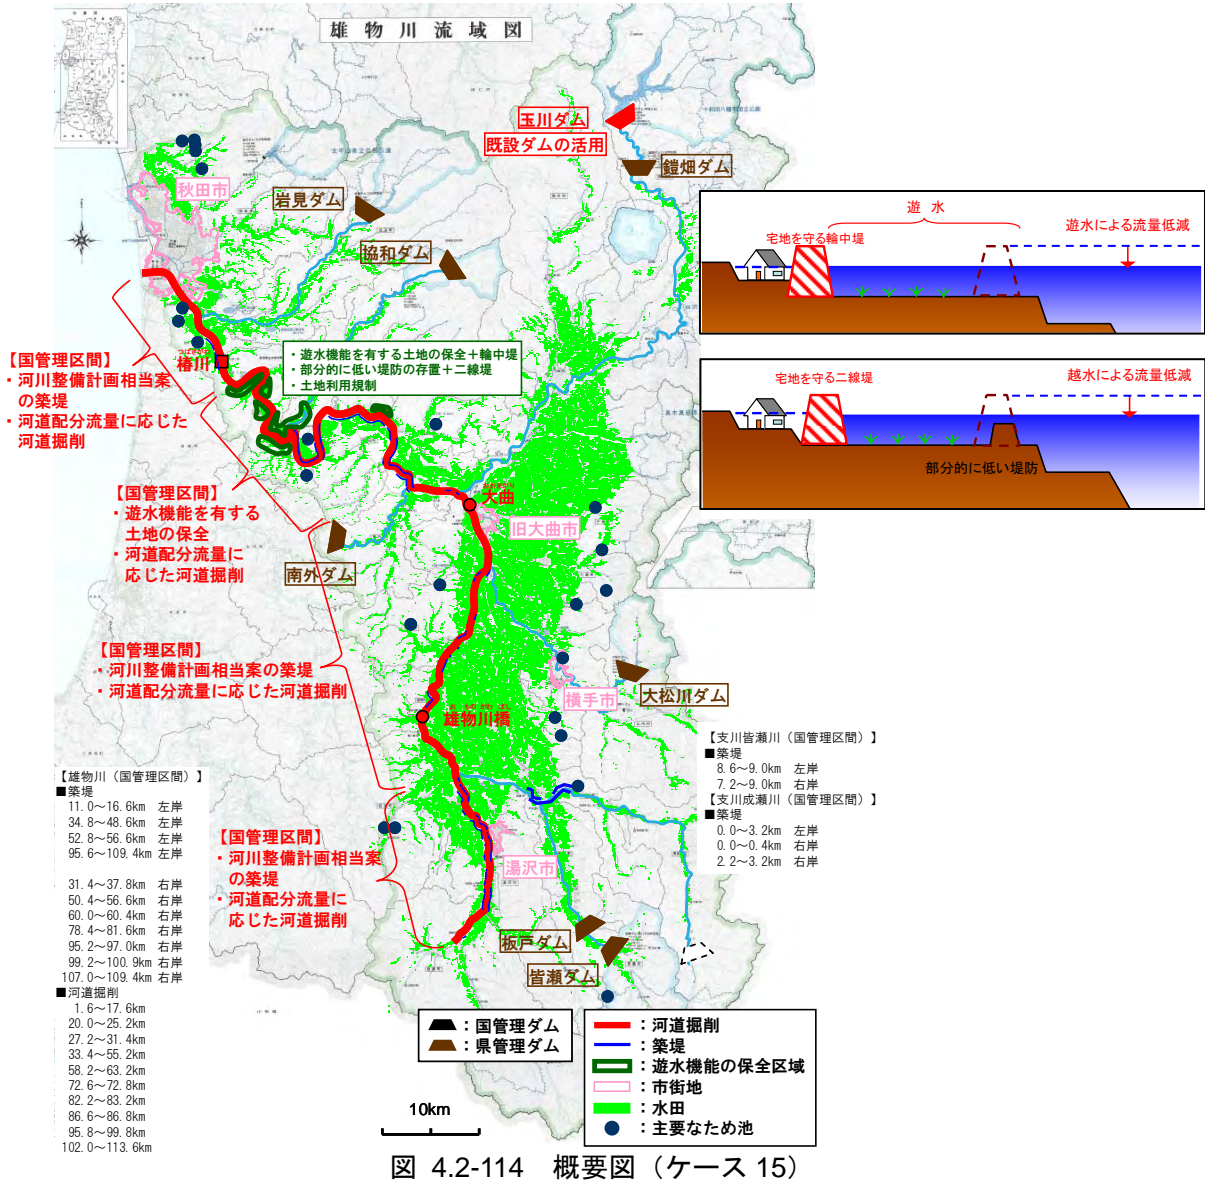 雄物川流域図
玉川ダム
既設ダムの活用
鎧畑ダム
秋田市
岩見ダム
協和ダム
遊 水
宅地を守る輪中堤
遊水による流量低減
宅地を守る二線堤
越水による流量低減
部分的に低い堤防
・遊水機能を有する土地の保全＋輪中堤
・部分的に低い堤防の存置＋二線堤
・土地利用規制
つばきがわ
椿川
【国管理区間】
・河川整備計画相当案
の築堤
・河道配分流量に応じた
河道掘削
【国管理区間】
・遊水機能を有する
土地の保全
・河道配分流量に
応じた河道掘削
おおまがり
大曲
旧大曲市
南外ダム
【国管理区間】
・河川整備計画相当案の築堤
・河道配分流量に応じた河道掘削
横手市
大松川ダム
お ものがわ ばし
雄物川橋
【国管理区間】
・河川整備計画相当案
の築堤
・河道配分流量に
応じた河道掘削
湯沢市
板戸ダム
皆瀬ダム
【雄物川（国管理区間）】
■築堤
11.0～16.6km 左岸
34.8～48.6km 左岸
52.8～56.6km 左岸
95.6～109.4km 左岸
31.4～37.8km 右岸
50.4～56.6km 右岸
60.0～60.4km 右岸
78.4～81.6km 右岸
95.2～97.0km 右岸
99.2～100.9km 右岸
107.0～109.4km 右岸
■河道掘削
1.6～17.6km
20.0～25.2km
27.2～31.4km
33.4～55.2km
58.2～63.2km
72.6～72.8km
82.2～83.2km
86.6～86.8km
95.8～99.8km
102.0～113.6km
【支川皆瀬川（国管理区間）】
■築堤
8.6～9.0km 左岸
7.2～9.0km 右岸
【支川成瀬川（国管理区間）】
■築堤
0.0～3.2km 左岸
0.0～0.4km 右岸
2.2～3.2km 右岸
：国管理ダム
：県管理ダム
：河道掘削
：築堤
：遊水機能の保全区域
：市街地
：水田
：主要なため池
10km
図 4.2-114 概要図（ケース 15）